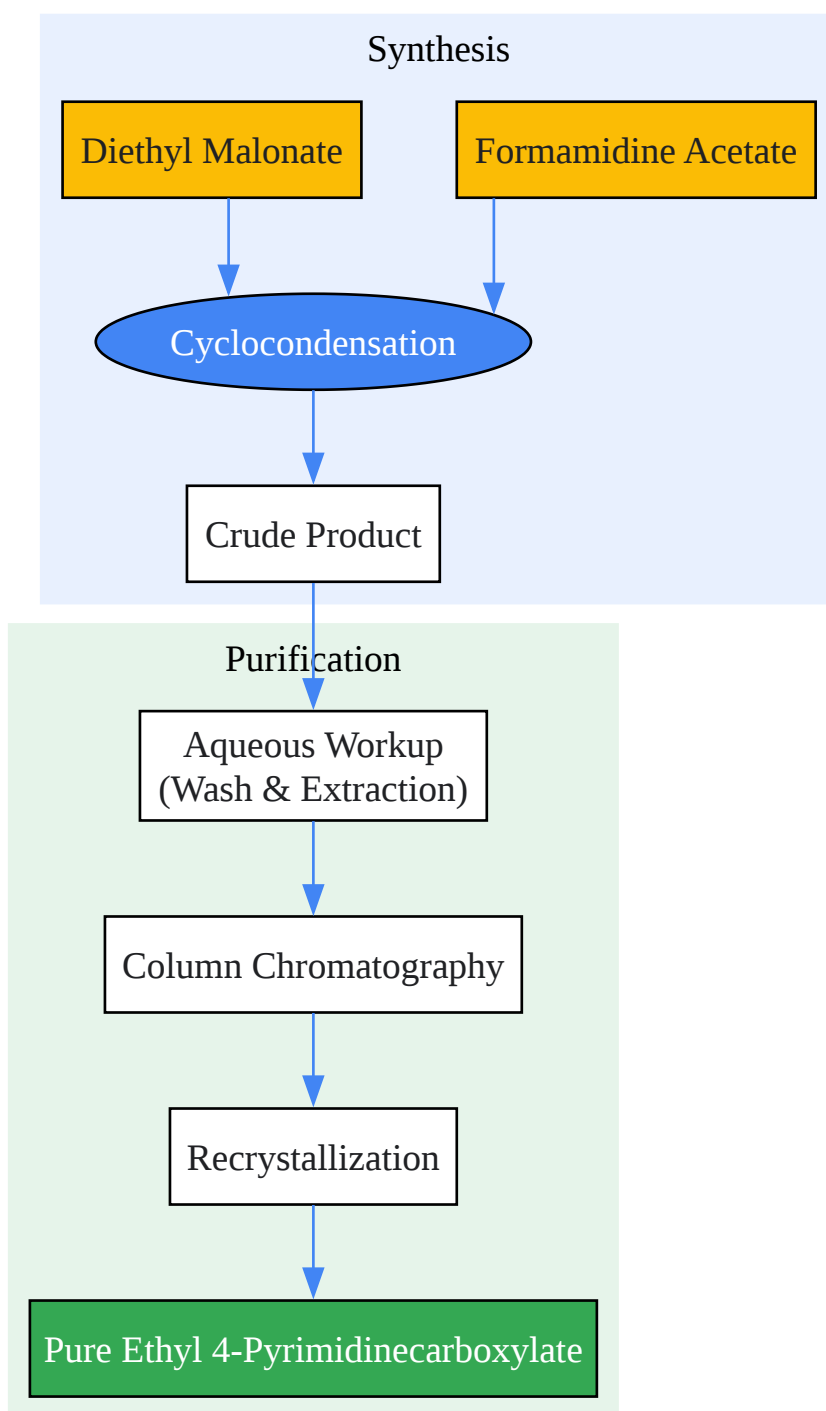 Synthesis
Diethyl Malonate
Formamidine Acetate
Cyclocondensation
Crude Product
Purification
Aqueous Workup
(Wash & Extraction)
Column Chromatography
Recrystallization
Pure Ethyl 4-Pyrimidinecarboxylate